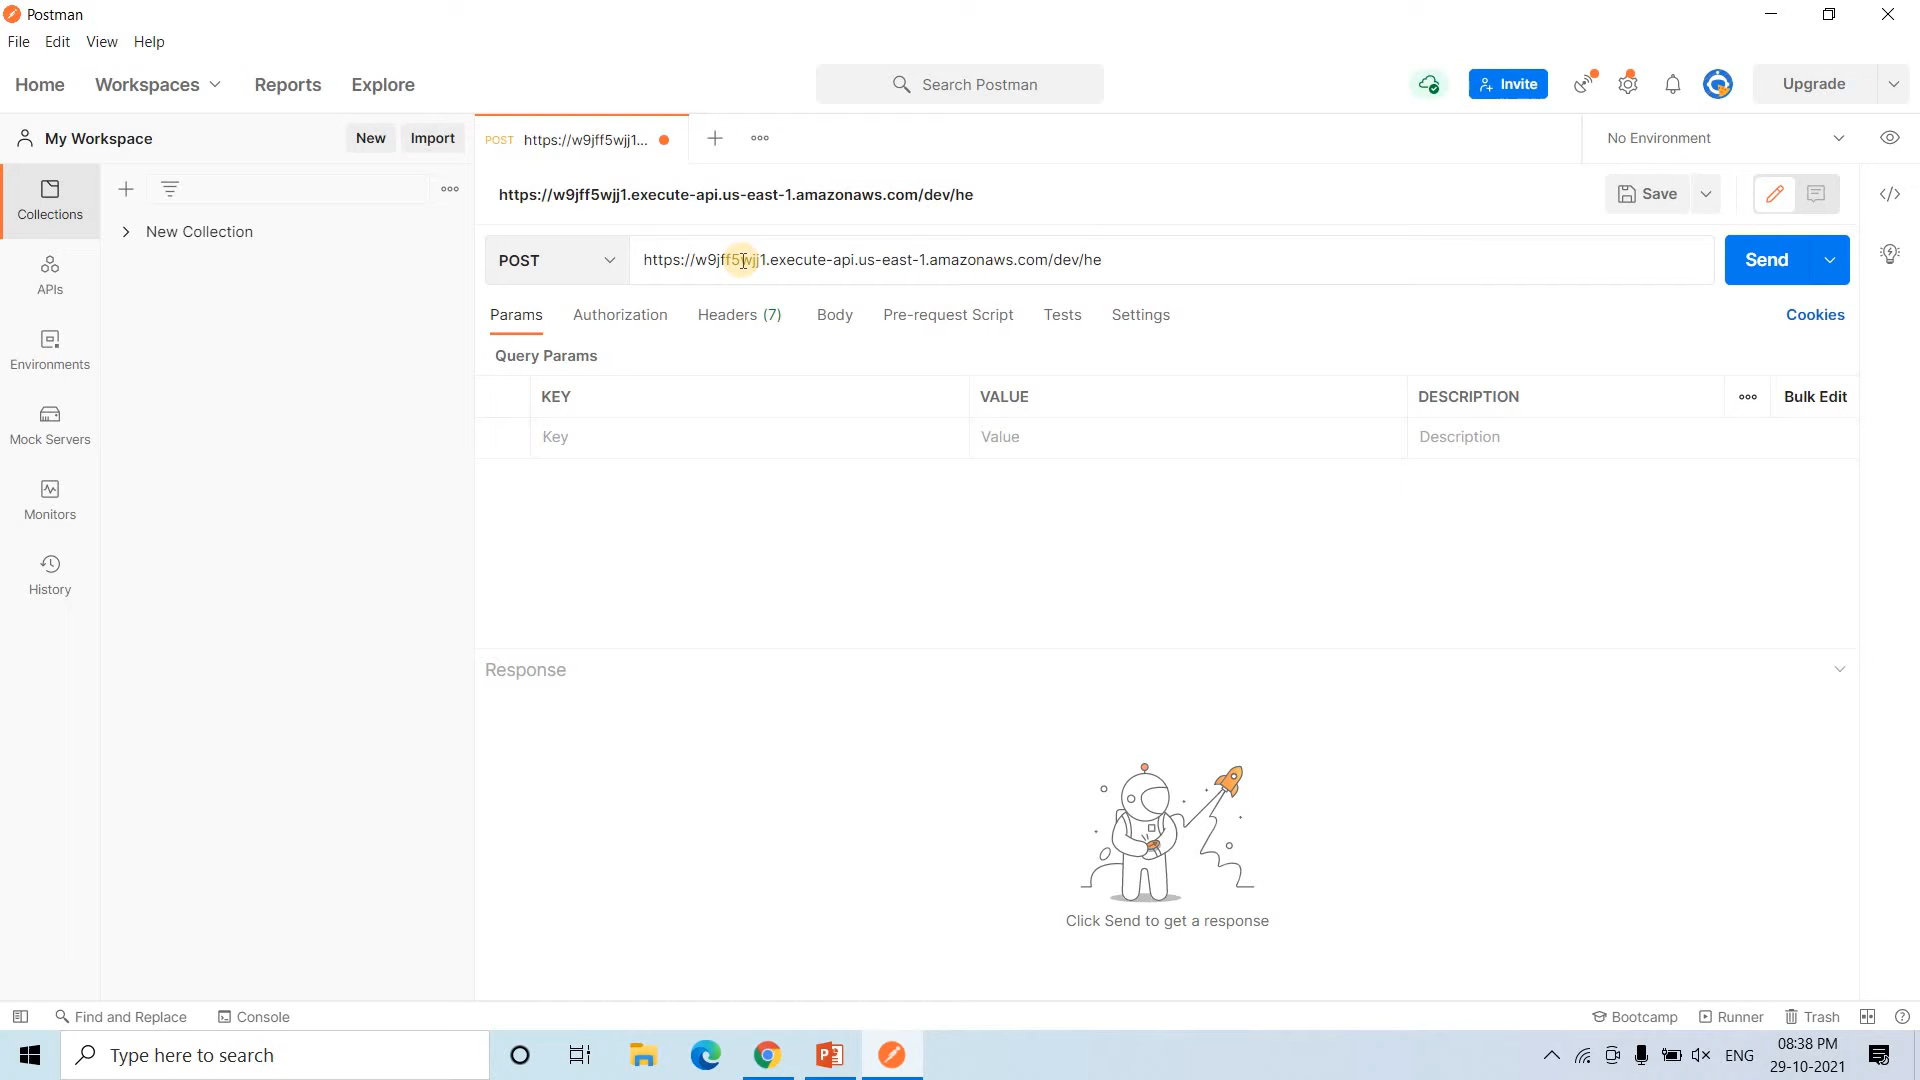 Postman
File Edit View Help
Home Workspaces Reports Explore Search Postman Invite Upgrade
My Workspace New Import POST https://w9jff5wjj1... No Environment
https://w9jff5wjj1.execute-api.us-east-1.amazonaws.com/dev/he Save
Collections
New Collection
POST https://w9jff5wjj1.execute-api.us-east-1.amazonaws.com/dev/he Send
APIs
Params Authorization Headers (7) Body Pre-request Script Tests Settings Cookies
Query Params
Environments
KEY VALUE DESCRIPTION Bulk Edit
Key Value Description
Mock Servers
Monitors
History
Response
Click Send to get a response
Find and Replace Console Bootcamp Runner Trash
Type here to search ENG 08:38 PM
29-10-2021